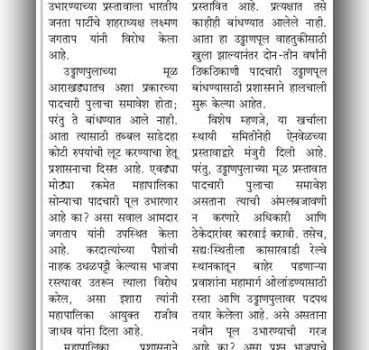 उभारण्याच्या प्रस्तावाला भारतीय
जनता पार्टीचे शहराध्यक्ष लक्ष्मण
जगताप यांनी विरोध केला
आहे.
उड्डाणपुलाच्या मूळ
आराखड्यातच अशा प्रकारच्या
पादचारी पुलाचा समावेश होता;
परंतु ते बांधण्यात आले नाही.
आता त्यासाठी तब्बल साडेदहा
कोटी रुपयांची लूट करण्याचा हेतू
प्रशासनाचा दिसत आहे. एवढ्या
मोठ्या रकमेत महापालिका
सोन्याचा पादचारी पूल उभारणार
आहे का? असा सवाल आमदार
जगताप यांनी उपस्थित केला
आहे. करदात्यांच्या पैशांची
नाहक उधळपट्टी केल्यास भाजपा
रस्त्यावर उतरून त्याला विरोध
करेल, असा इशारा त्यांनी
महापालिका आयुक्त राजीव
जाधव यांना दिला आहे.
महापालिका प्रशासनाने
प्रस्तावित आहे. प्रत्यक्षात तसे
काहीही बांधण्यात आलेले नाही.
आता हा उड्डाणपूल वाहतुकीसाठी
खुला झाल्यानंतर दोन-तीन वर्षांनी
ठिकठिकाणी पादचारी उड्डाणपूल
बांधण्यासाठी प्रशासनाने हालचाली
सुरू केल्या आहेत.
विशेष म्हणजे, या खर्चाला
स्थायी समितीनेही ऐनवेळच्या
प्रस्तावाद्वारे मंजुरी दिली आहे.
परंतु, उड्डाणपुलाच्या मूळ प्रस्तावात
पादचारी पुलाचा समावेश
असताना त्याची अंमलबजावणी
न करणारे अधिकारी आणि
ठेकेदारांवर कारवाई करावी. तसेच,
सद्यःस्थितीला कासारवाडी रेल्वे
स्थानकातून बाहेर पडणाऱ्या
प्रवाशांना महामार्ग ओलांडण्यासाठी
रस्ता आणि उड्डाणपुलावर पदपथ
तयार केलेला आहे. असे असताना
नवीन पूल उभारण्याची गरज
आहे का? असा प्रश्न भाजपाचे